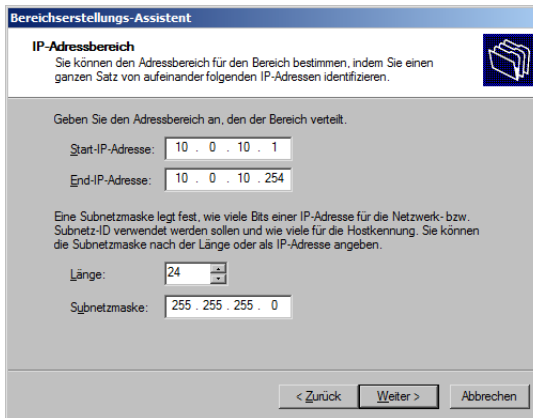 Bereichserstellungs-Assistent
IP-Adressbereich
Sie können den Adressbereich für den Bereich bestimmen, indem Sie einen
ganzen Satz von aufeinander folgenden IP-Adressen identifizieren.
Geben Sie den Adressbereich an, den der Bereich verteilt.
Start-IP-Adresse: 10 . 0 . 10 . 1
End-IP-Adresse: 10 . 0 . 10 . 254
Eine Subnetzmaske legt fest, wie viele Bits einer IP-Adresse für die Netzwerk- bzw.
Subnetz-ID verwendet werden sollen und wie viele für die Hostkennung. Sie können
die Subnetzmaske nach der Länge oder als IP-Adresse angeben.
Länge: 24
Subnetzmaske: 255 . 255 . 255 . 0
< Zurück Weiter > Abbrechen